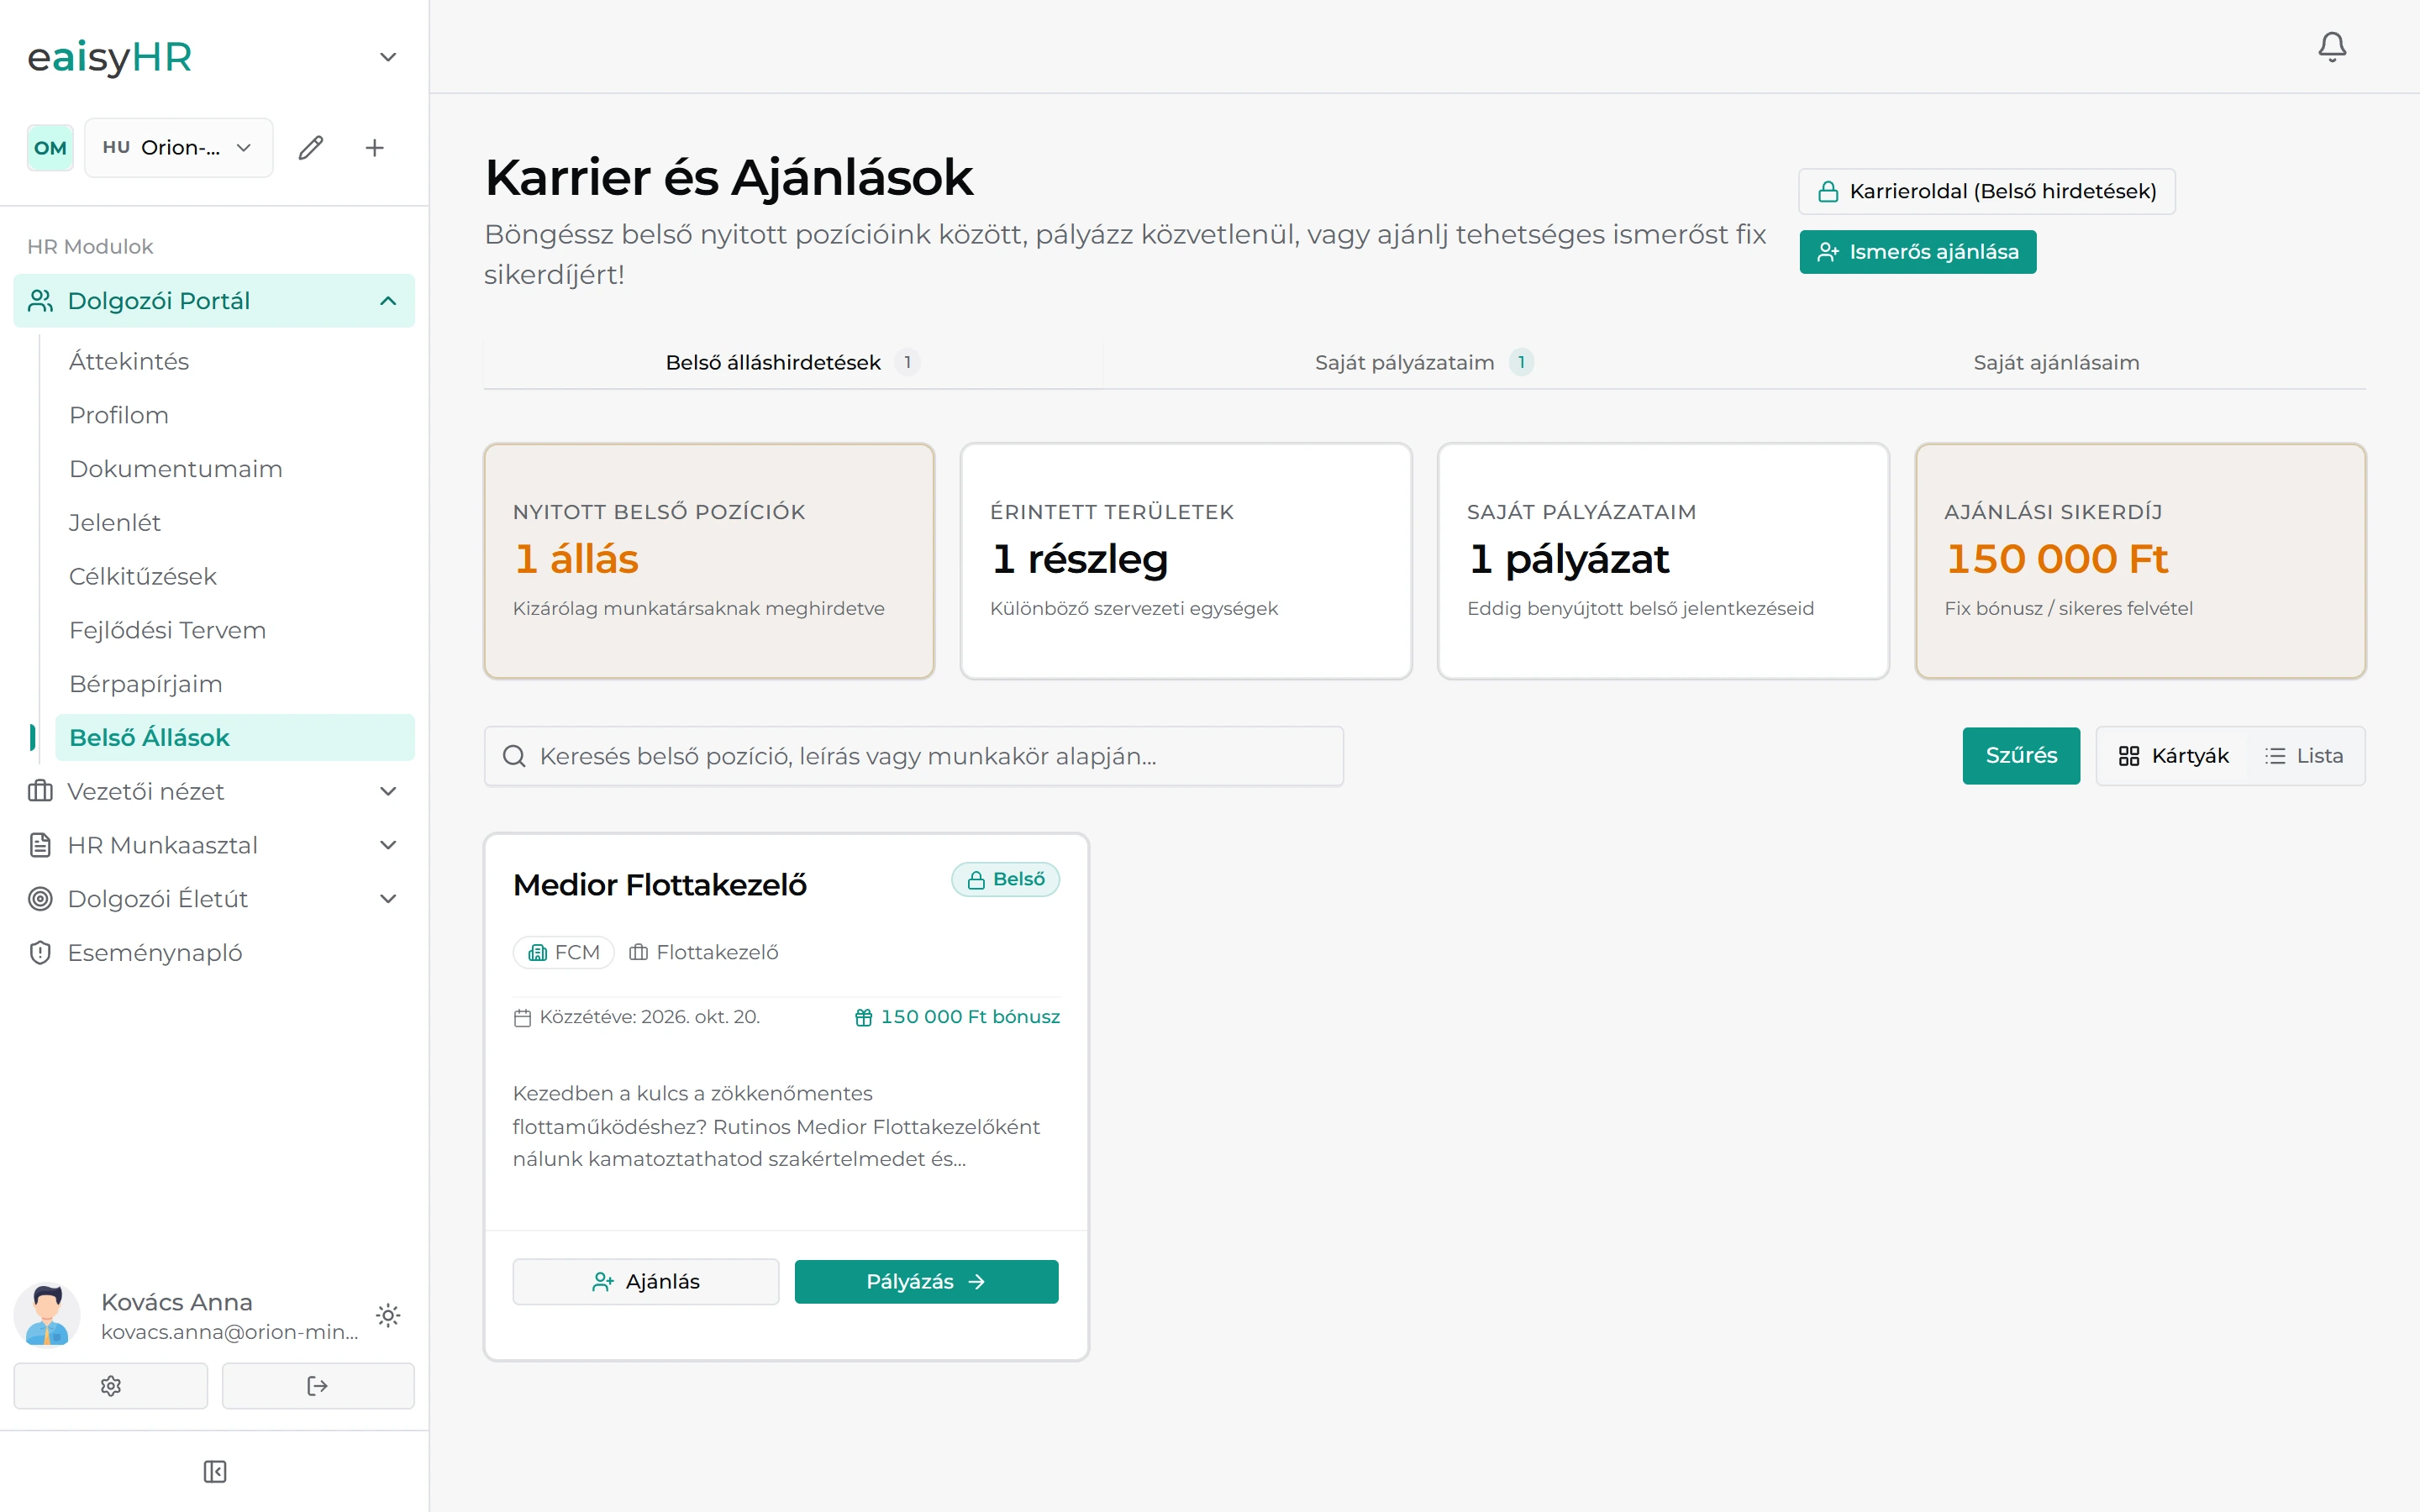 eaisyHR
OM HU Orion-...
HR Modulok
Dolgozói Portál
Áttekintés
Profilom
Dokumentumaim
Jelenlét
Célkitűzések
Fejlődési Tervem
Bérpapírjaim
Belső Állások
Vezetői nézet
HR Munkaasztal
Dolgozói Életút
Eseménynapló
Kovács Anna
kovacs.anna@orion-min...
Karrier és Ajánlások
Böngéssz belső nyitott pozícióink között, pályázz közvetlenül, vagy ajánlj tehetséges ismerőst fix
sikerdíjért!
Karrieroldal (Belső hirdetések)
Ismerős ajánlása
Belső álláshirdetések 1
Saját pályázataim 1
Saját ajánlásaim
NYITOTT BELSŐ POZÍCIÓK
1 állás
Kizárólag munkatársaknak meghirdetve
ÉRINTETT TERÜLETEK
1 részleg
Különböző szervezeti egységek
SAJÁT PÁLYÁZATAIM
1 pályázat
Eddig benyújtott belső jelentkezéseid
AJÁNLÁSI SIKERDÍJ
150 000 Ft
Fix bónusz / sikeres felvétel
Keresés belső pozíció, leírás vagy munkakör alapján...
Szűrés
Kártyák
Lista
Medior Flottakezelő
Belső
FCM
Flottakezelő
Közzétéve: 2026. okt. 20.
150 000 Ft bónusz
Kezedben a kulcs a zökkenőmentes
flottaműködéshez? Rutinos Medior Flottakezelőként
nálunk kamatoztathatod szakértelmedet és...
Ajánlás
Pályázás